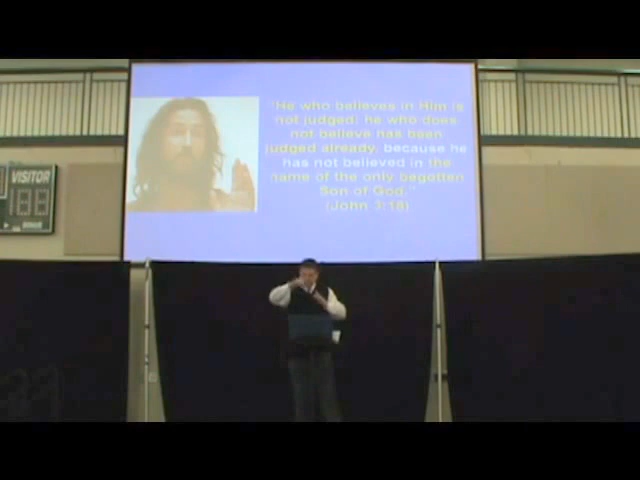 "He who believes in Him is
not judged; he who does
not believe has been
judged already, because he
has not believed in the
name of the only begotten
Son of God."
(John 3:18)
VISITOR
188